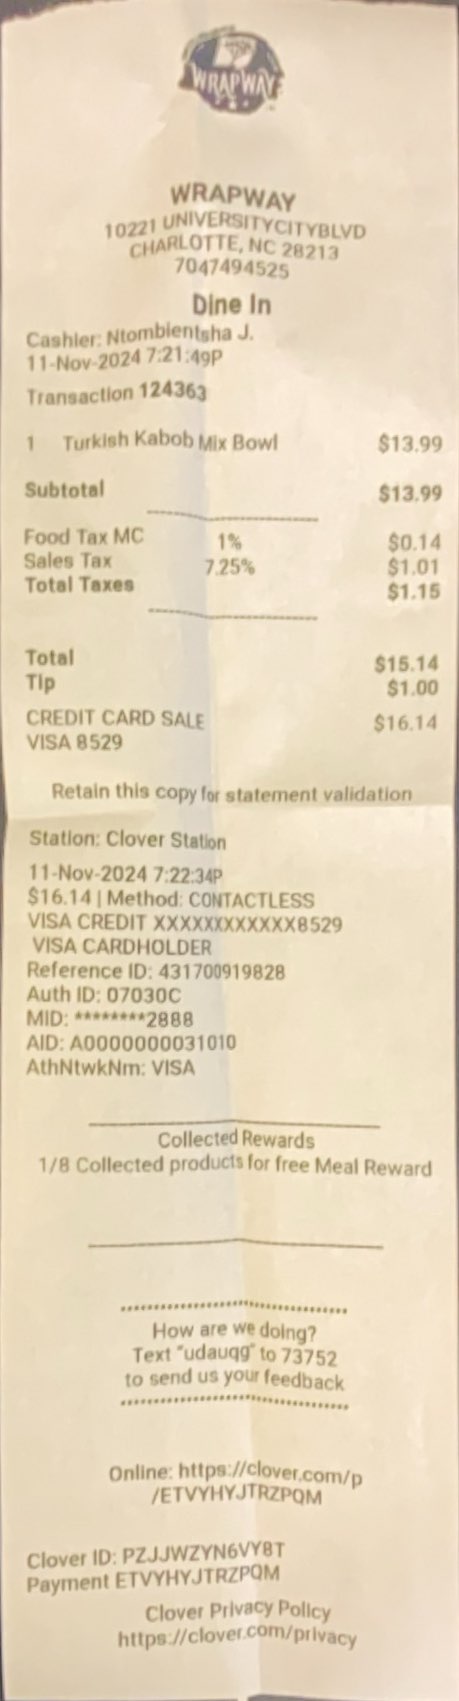 WRAPWAY
WRAPWAY
10221 UNIVERSITYCITYBLVD
CHARLOTTE, NC 28213
7047494525
Dine In
Cashier: Ntombientsha J.
11-Nov-2024 7:21:49P
Transaction 124363
1 Turkish Kabob Mix Bowl $13.99
Subtotal $13.99
Food Tax MC 1% $0.14
Sales Tax 7.25% $1.01
Total Taxes $1.15
Total $15.14
Tip $1.00
CREDIT CARD SALE $16.14
VISA 8529
Retain this copy for statement validation
Station: Clover Station
11-Nov-2024 7:22:34P
$16.14 | Method: CONTACTLESS
VISA CREDIT XXXXXXXXXXXX8529
VISA CARDHOLDER
Reference ID: 431700919828
Auth ID: 07030C
MID: ********2888
AID: A0000000031010
AthNtwkNm: VISA
Collected Rewards
1/8 Collected products for free Meal Reward
How are we doing?
Text "udauqg" to 73752
to send us your feedback
Online: https://clover.com/p
/ETVYHYJTRZPQM
Clover ID: PZJJWZYN6VY8T
Payment ETVYHYJTRZPQM
Clover Privacy Policy
https://clover.com/privacy